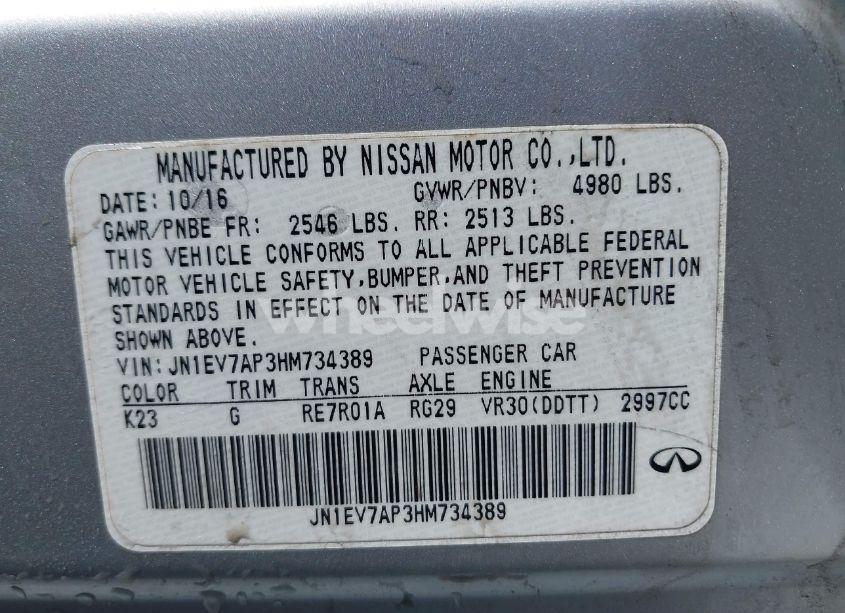 MANUFACTURED BY NISSAN MOTOR CO.,LTD.
DATE: 10/16 GVWR/PNBV: 4980 LBS.
GAWR/PNBE FR: 2546 LBS. RR: 2513 LBS.
THIS VEHICLE CONFORMS TO ALL APPLICABLE FEDERAL
MOTOR VEHICLE SAFETY,BUMPER,AND THEFT PREVENTION
STANDARDS IN EFFECT ON THE DATE OF MANUFACTURE
SHOWN ABOVE.
wheelwise
VIN:JN1EV7AP3HM734389 PASSENGER CAR
COLOR TRIM TRANS AXLE ENGINE
K23 G RE7R01A RG29 VR30(DDTT) 2997CC
JN1EV7AP3HM734389